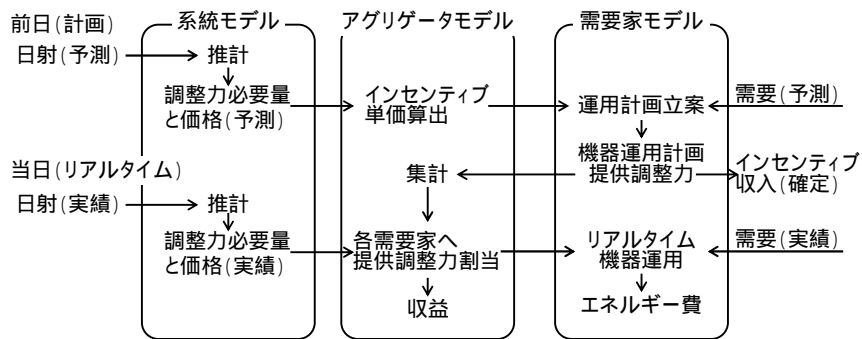 系統モデル
アグリゲータモデル
需要家モデル
前日(計画)
日射(予測)
推計
調整力必要量
と価格(予測)
インセンティブ
単価算出
運用計画立案
需要(予測)
機器運用計画
提供調整力
インセンティブ
収入(確定)
集計
当日(リアルタイム)
日射(実績)
推計
調整力必要量
と価格(実績)
各需要家へ
提供調整力割当
リアルタイム
機器運用
需要(実績)
収益
エネルギー費